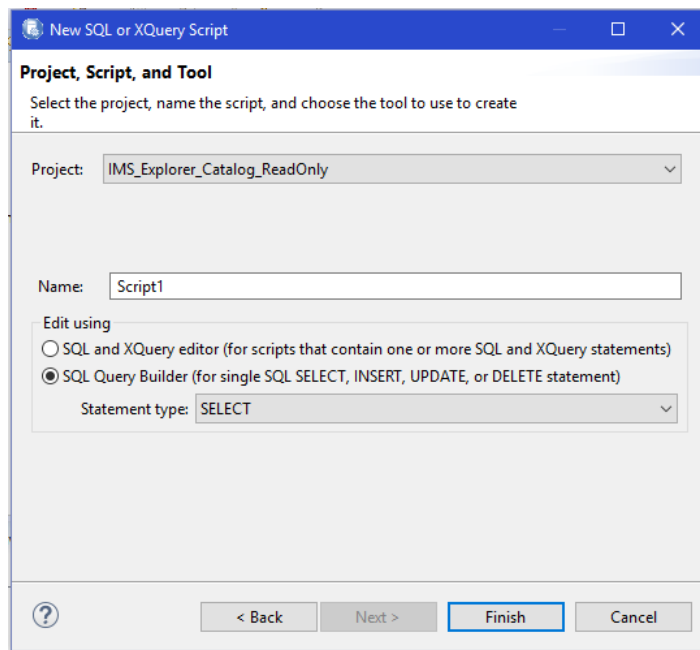 New SQL or XQuery Script
Project, Script, and Tool
Select the project, name the script, and choose the tool to use to create
it.
Project: IMS_Explorer_Catalog_ReadOnly
Name: Script1
Edit using
SQL and XQuery editor (for scripts that contain one or more SQL and XQuery statements)
SQL Query Builder (for single SQL SELECT, INSERT, UPDATE, or DELETE statement)
Statement type: SELECT
? < Back Next > Finish Cancel